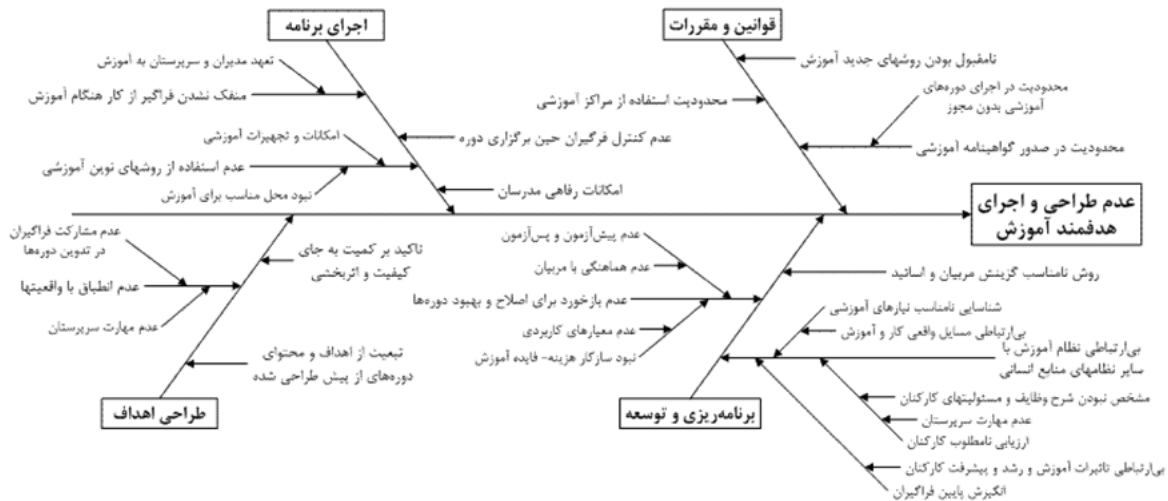 قوانین و مقررات
نامقبول بودن روشهای جدید آموزش
محدودیت استفاده از مراکز آموزشی
محدودیت در اجرای دوره‌های
آموزشی بدون مجوز
محدودیت در صدور گواهینامه آموزشی
اجرای برنامه
تعهد مدیران و سرپرستان به آموزش
منفک نشدن فراگیر از کار هنگام آموزش
عدم کنترل فرگیران حین برگزاری دوره
امکانات و تجهیزات آموزشی
عدم استفاده از روشهای نوین آموزشی
نبود محل مناسب برای آموزش
امکانات رفاهی مدرسان
عدم طراحی و اجرای
هدفمند آموزش
روش نامناسب گزینش مربیان و اساتید
عدم پیش‌آزمون و پس‌آزمون
عدم هماهنگی با مربیان
عدم بازخورد برای اصلاح و بهبود دوره‌ها
عدم معیارهای کاربردی
نبود سازکار هزینه- فایده آموزش
شناسایی نامناسب نیازهای آموزشی
بی‌ارتباطی مسایل واقعی کار و آموزش
بی‌ارتباطی نظام آموزش با
سایر نظامهای منابع انسانی
مشخص نبودن شرح وظایف و مسئولیتهای کارکنان
عدم مهارت سرپرستان
ارزیابی نامطلوب کارکنان
بی‌ارتباطی تاثیرات آموزش و رشد و پیشرفت کارکنان
انگیزش پایین فراگیران
برنامه‌ریزی و توسعه
تاکید بر کمیت به جای
کیفیت و اثربخشی
عدم مشارکت فراگیران
در تدوین دوره‌ها
عدم انطباق با واقعیتها
عدم مهارت سرپرستان
تبعیت از اهداف و محتوای
دوره‌های از پیش طراحی شده
طراحی اهداف